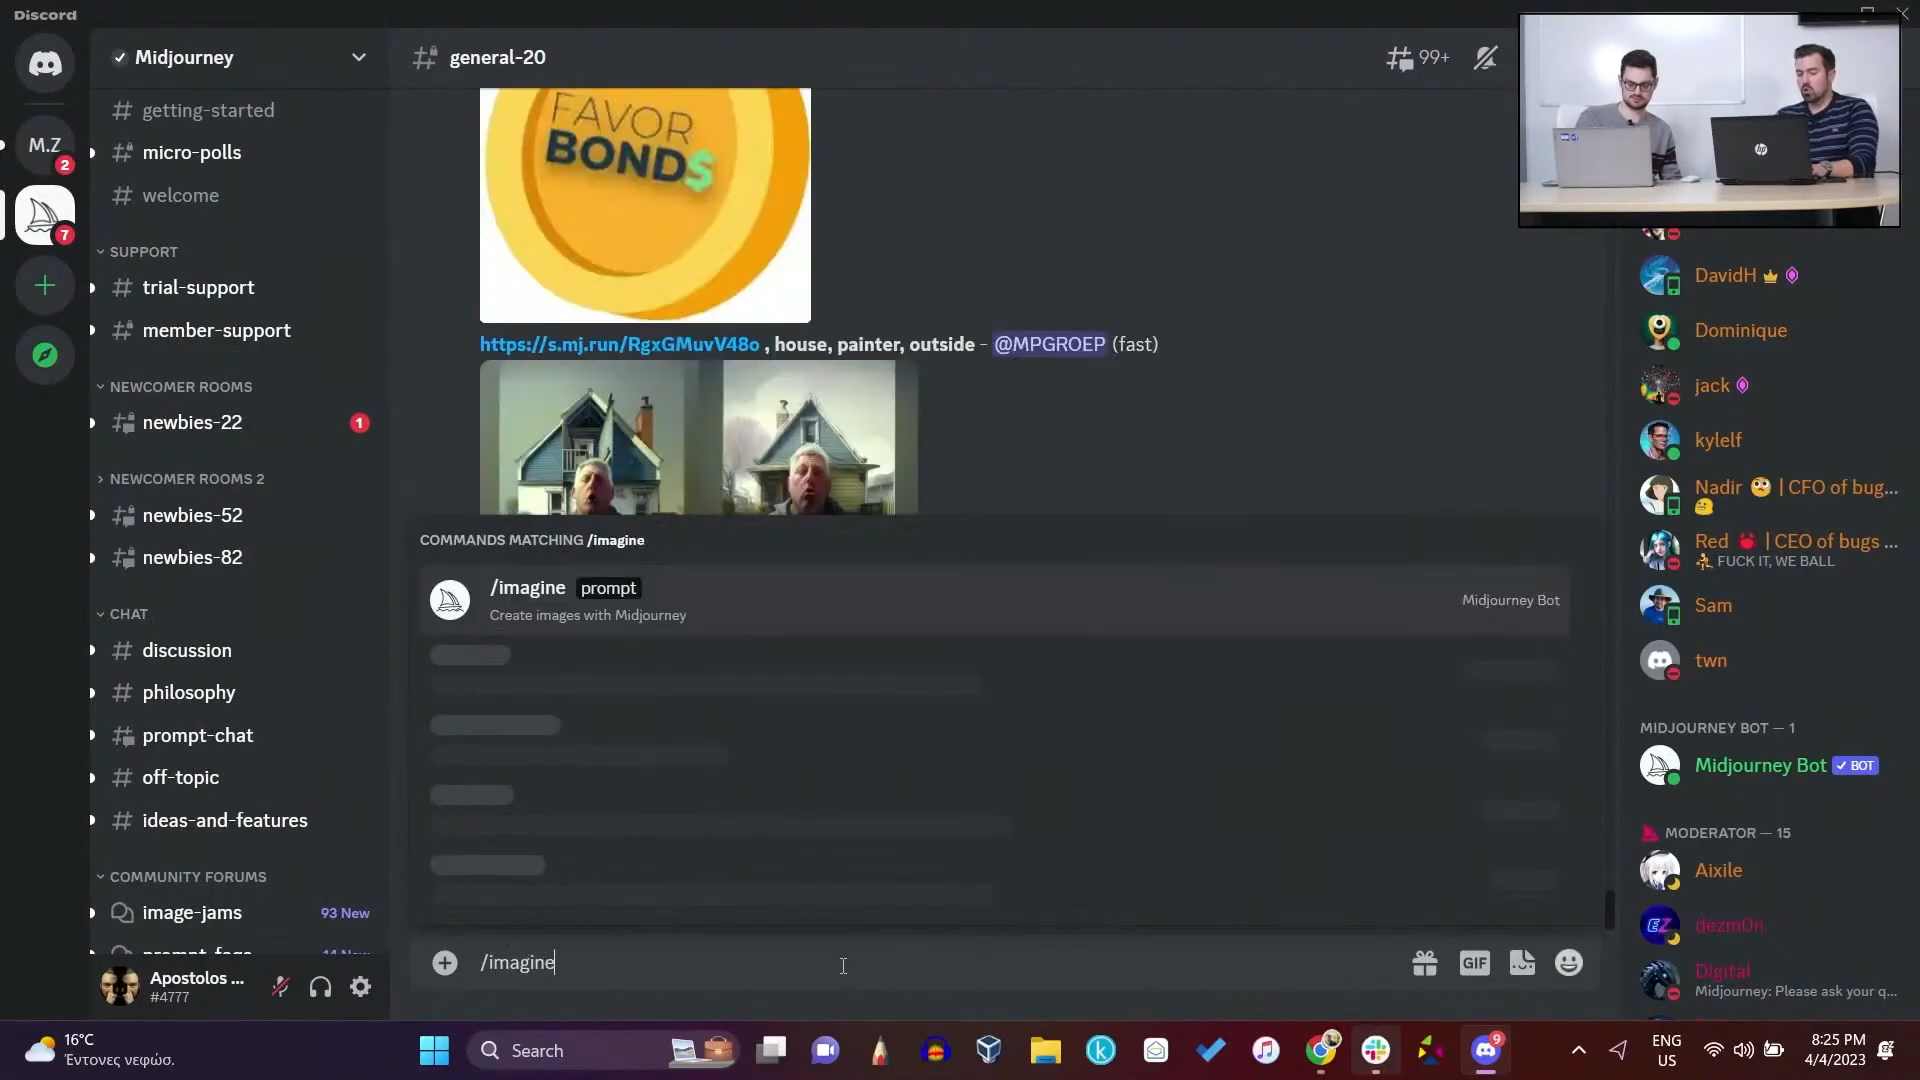 Discord
Midjourney
general-20
99+
getting-started
M.Z
2
micro-polls
welcome
7
SUPPORT
trial-support
member-support
NEWCOMER ROOMS
newbies-22
1
NEWCOMER ROOMS 2
newbies-52
newbies-82
CHAT
discussion
philosophy
prompt-chat
off-topic
ideas-and-features
COMMUNITY FORUMS
image-jams
93 New
Apostolos ...
#4777
FAVOR
BOND$
https://s.mj.run/RgxGMuvV48o , house, painter, outside - @MPGROEP (fast)
COMMANDS MATCHING /imagine
/imagine prompt
Create images with Midjourney
Midjourney Bot
/imagine
GIF
hp
DavidH
Dominique
jack
kylelf
Nadir | CFO of bug...
Red | CEO of bugs ...
FUCK IT, WE BALL
Sam
twn
MIDJOURNEY BOT — 1
Midjourney Bot BOT
MODERATOR — 15
Aixile
EZ
dezm0n
Digital
Midjourney: Please ask your q...
16°C
Έντονες νεφώσ.
Search
9
ENG
US
8:25 PM
4/4/2023